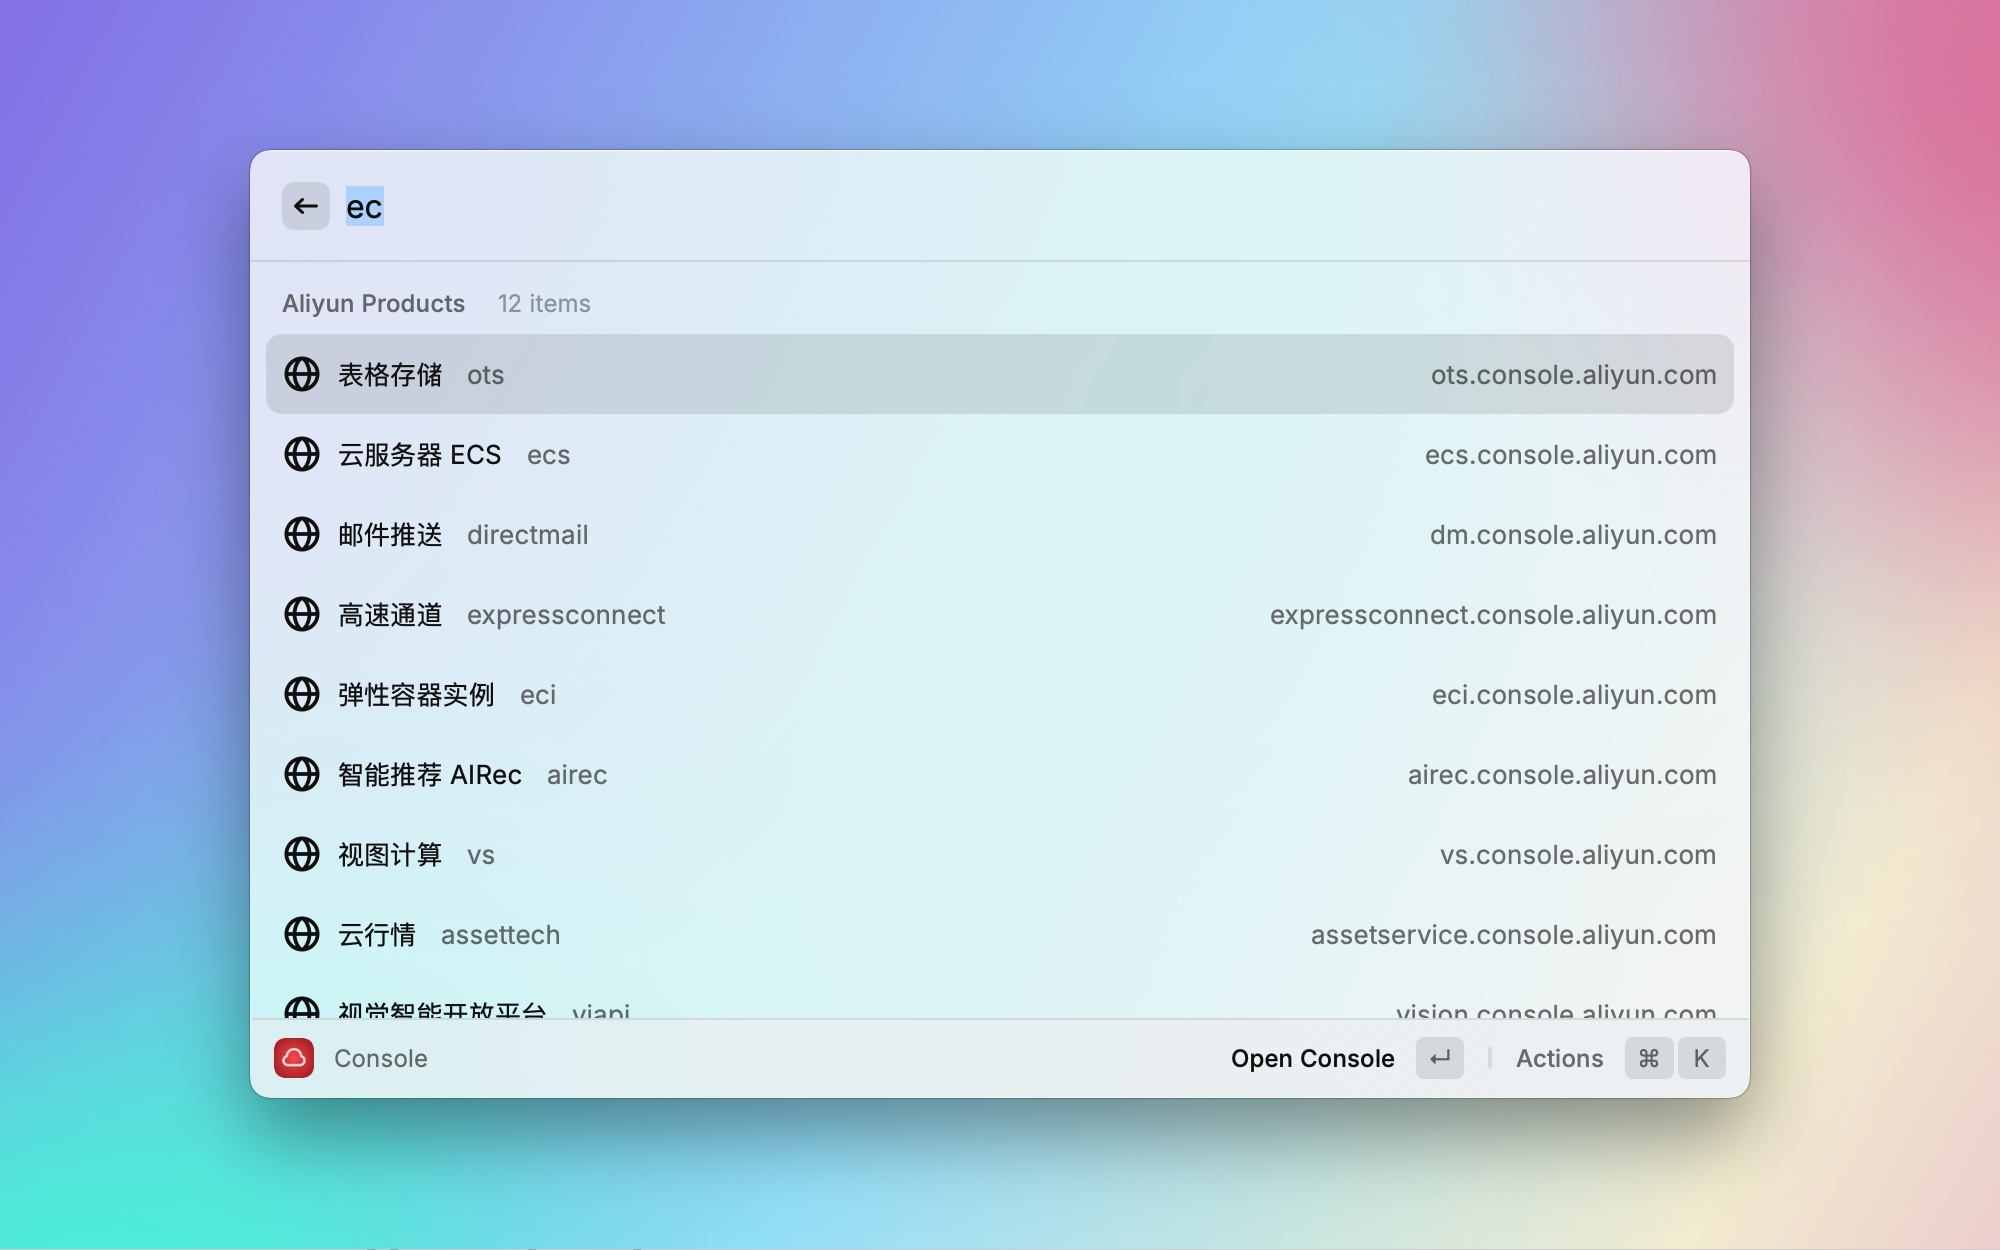 ec
Aliyun Products 12 items
表格存储 ots ots.console.aliyun.com
云服务器 ECS ecs ecs.console.aliyun.com
邮件推送 directmail dm.console.aliyun.com
高速通道 expressconnect expressconnect.console.aliyun.com
弹性容器实例 eci eci.console.aliyun.com
智能推荐 AIRec airec airec.console.aliyun.com
视图计算 vs vs.console.aliyun.com
云行情 assettech assetservice.console.aliyun.com
视觉智能开放平台 viapi vision.console.aliyun.com
Console Open Console Actions ⌘ K